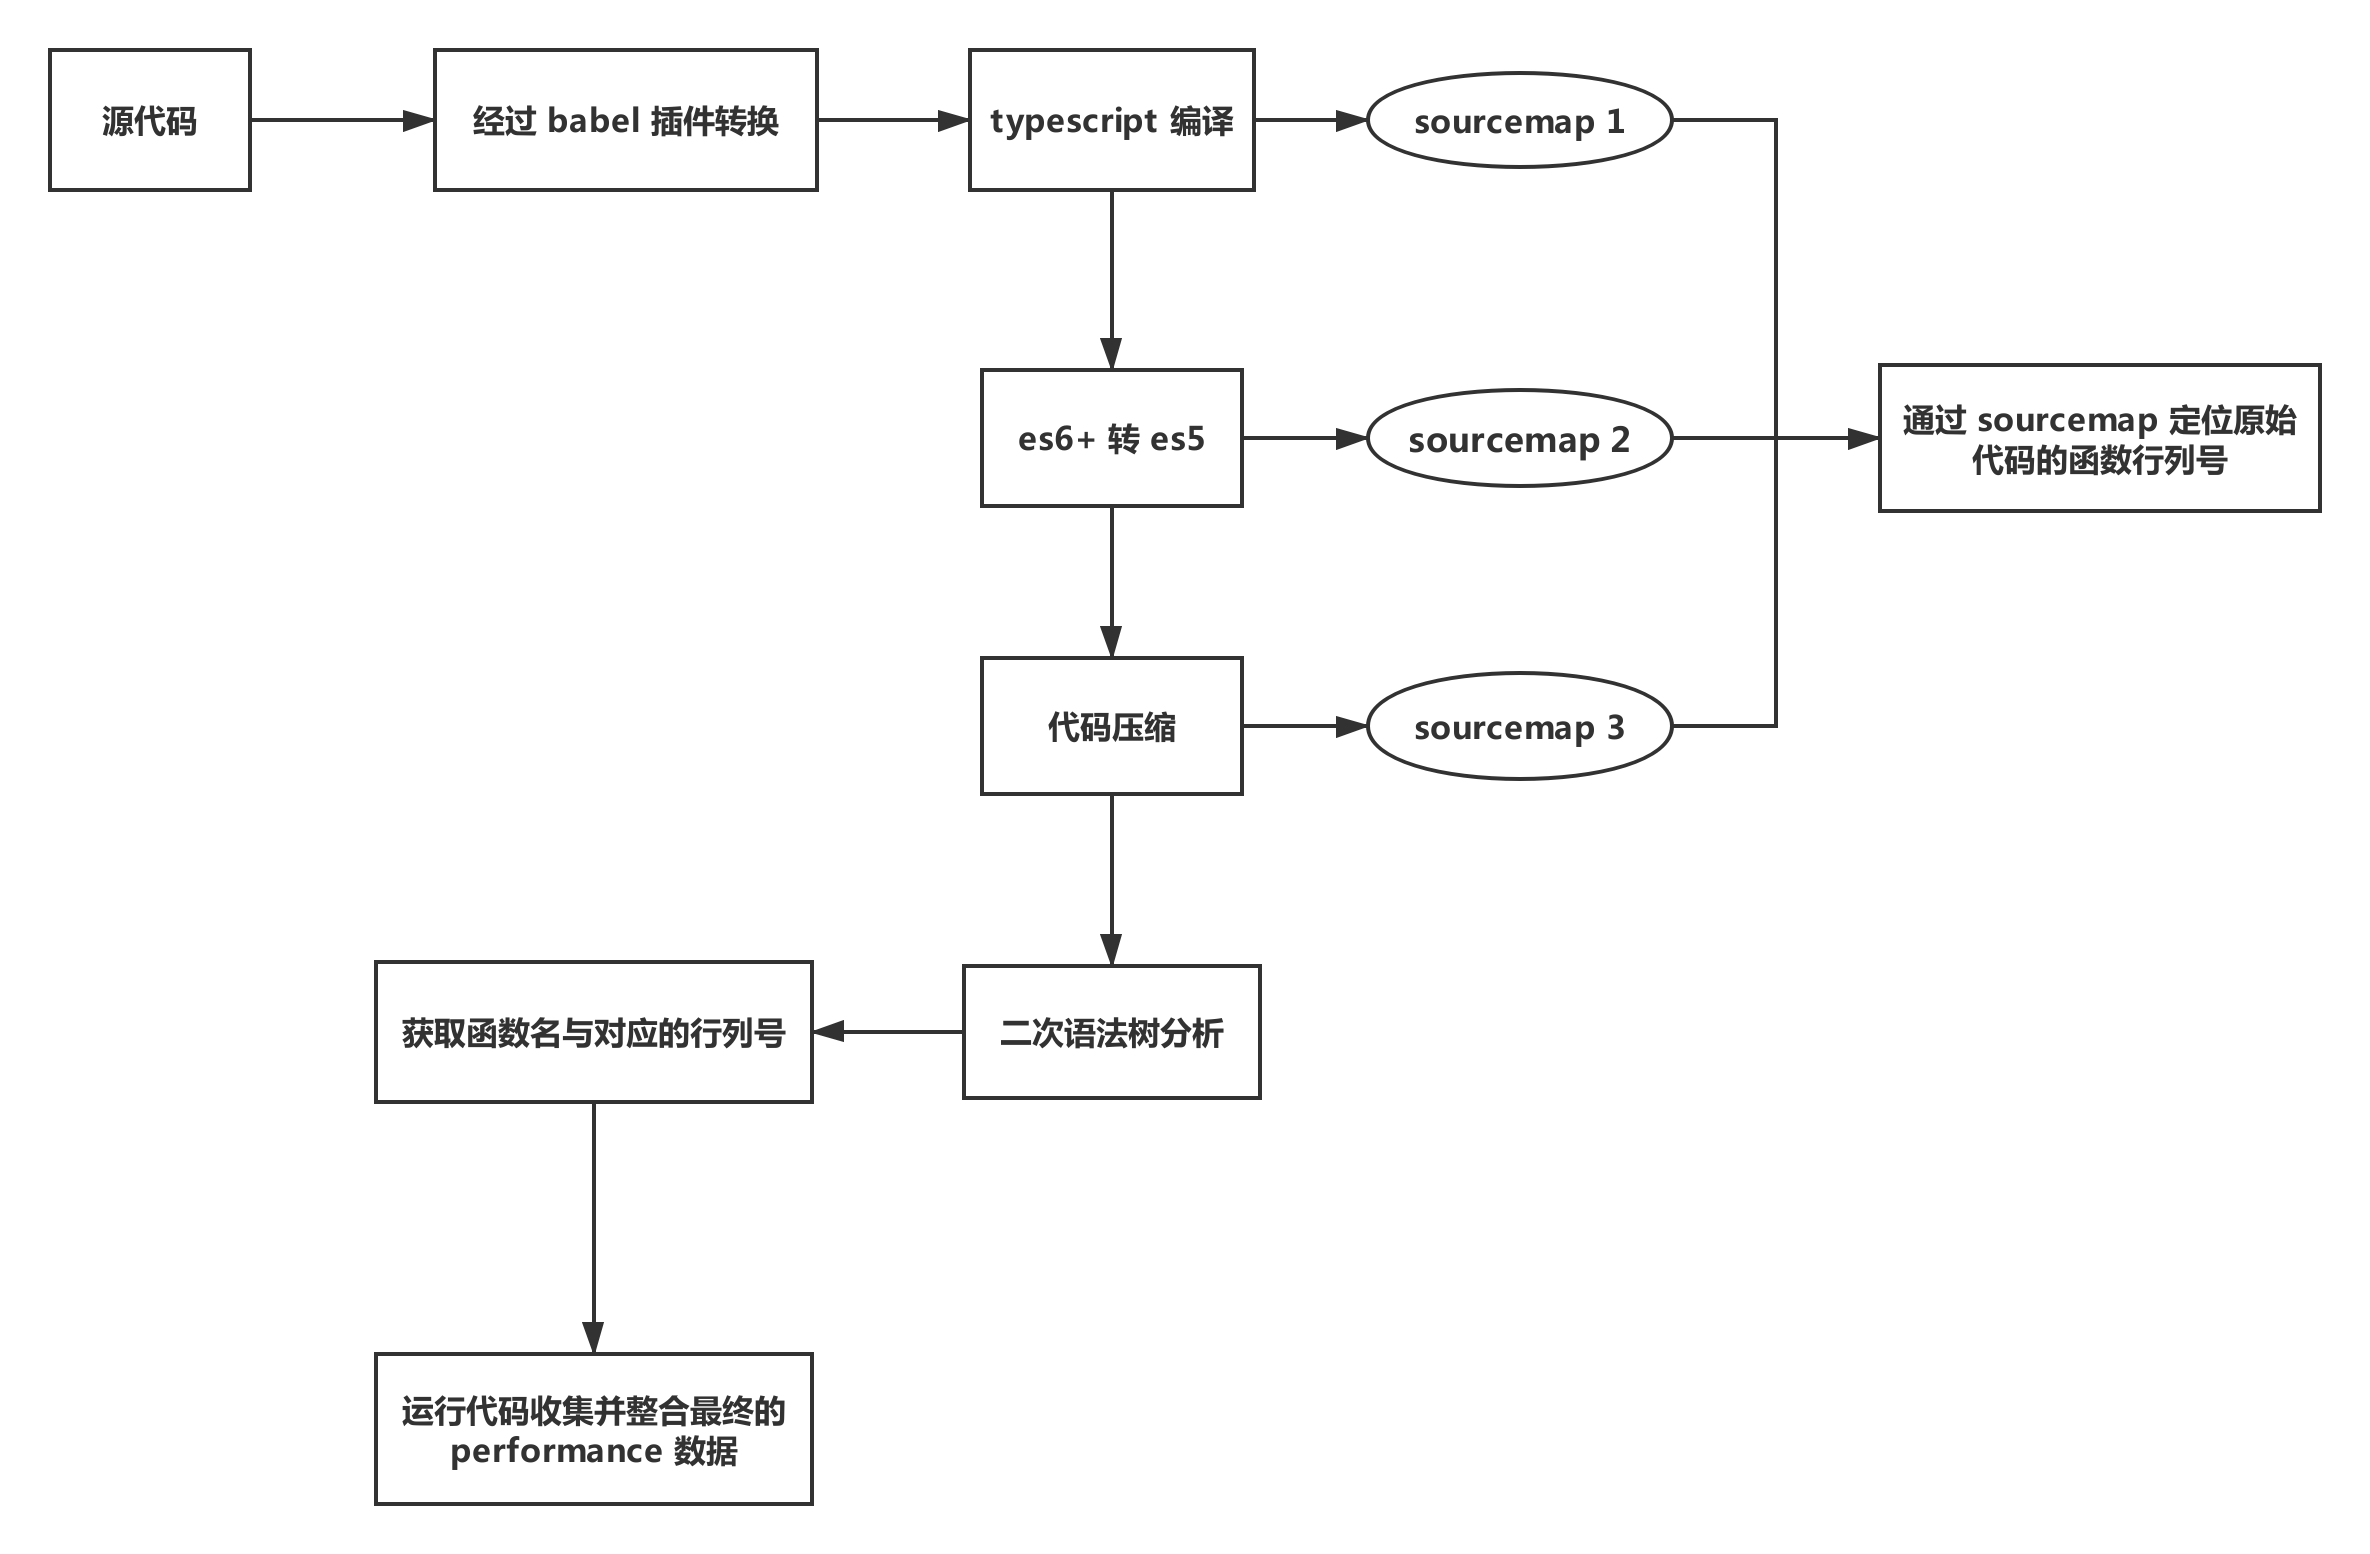 源代码
经过 babel 插件转换
typescript 编译
sourcemap 1
es6+ 转 es5
sourcemap 2
通过 sourcemap 定位原始
代码的函数行列号
代码压缩
sourcemap 3
获取函数名与对应的行列号
二次语法树分析
运行代码收集并整合最终的
performance 数据